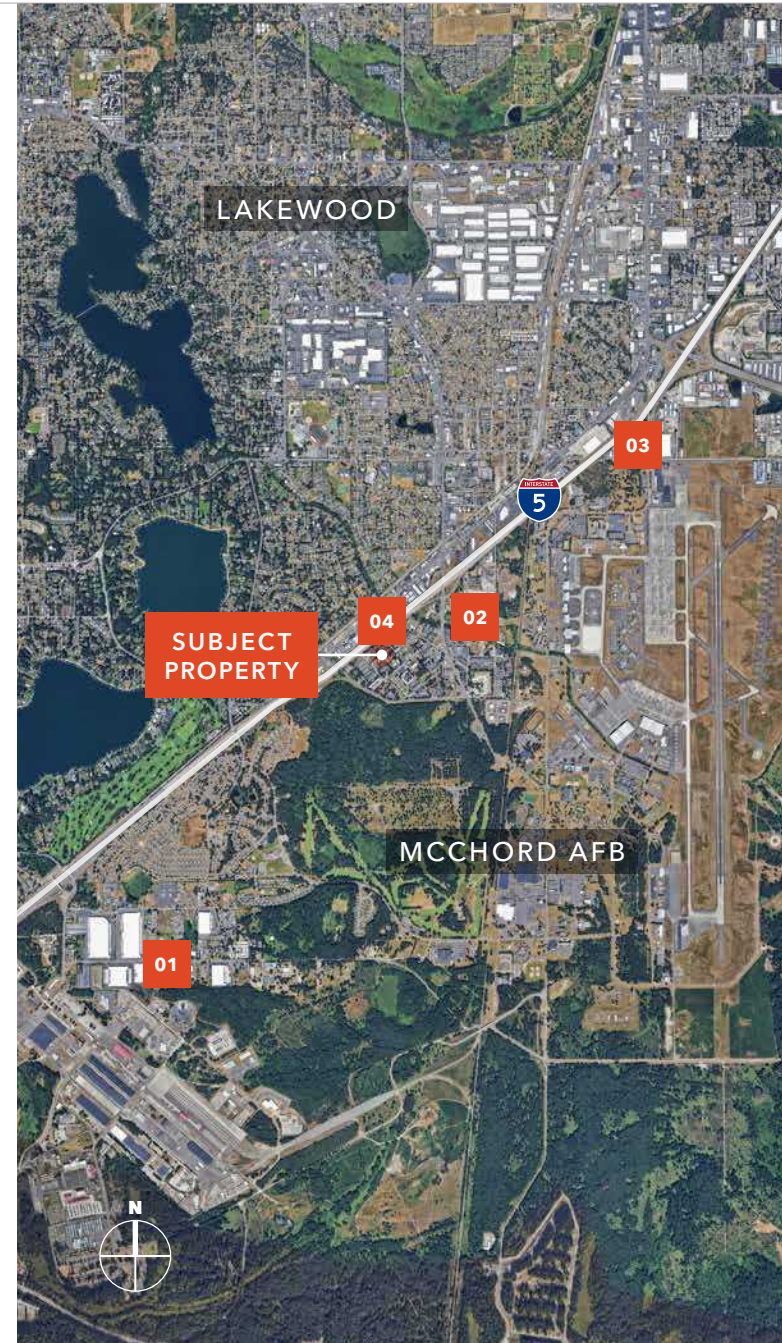 LAKEWOOD
03
INTERSTATE
5
04
02
SUBJECT
PROPERTY
MCCHORD AFB
01
N